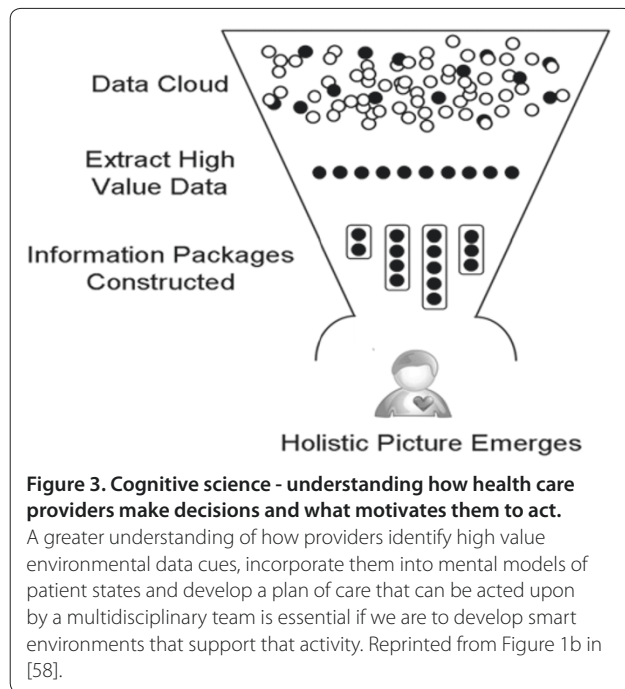 Data Cloud
Extract High
Value Data
Information Packages
Constructed
Holistic Picture Emerges
Figure 3. Cognitive science - understanding how health care
providers make decisions and what motivates them to act.
A greater understanding of how providers identify high value
environmental data cues, incorporate them into mental models of
patient states and develop a plan of care that can be acted upon
by a multidisciplinary team is essential if we are to develop smart
environments that support that activity. Reprinted from Figure 1b in
[58].